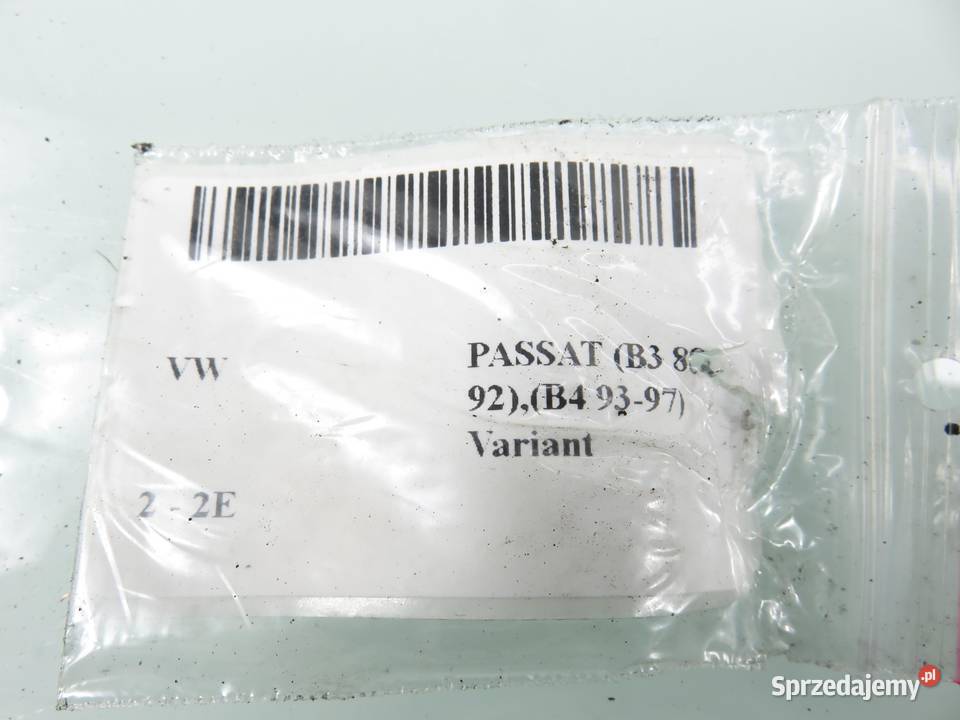 VW
PASSAT (B3
92),(B4 93-97)
Variant
2 - 2E
Sprzedajemy.pl